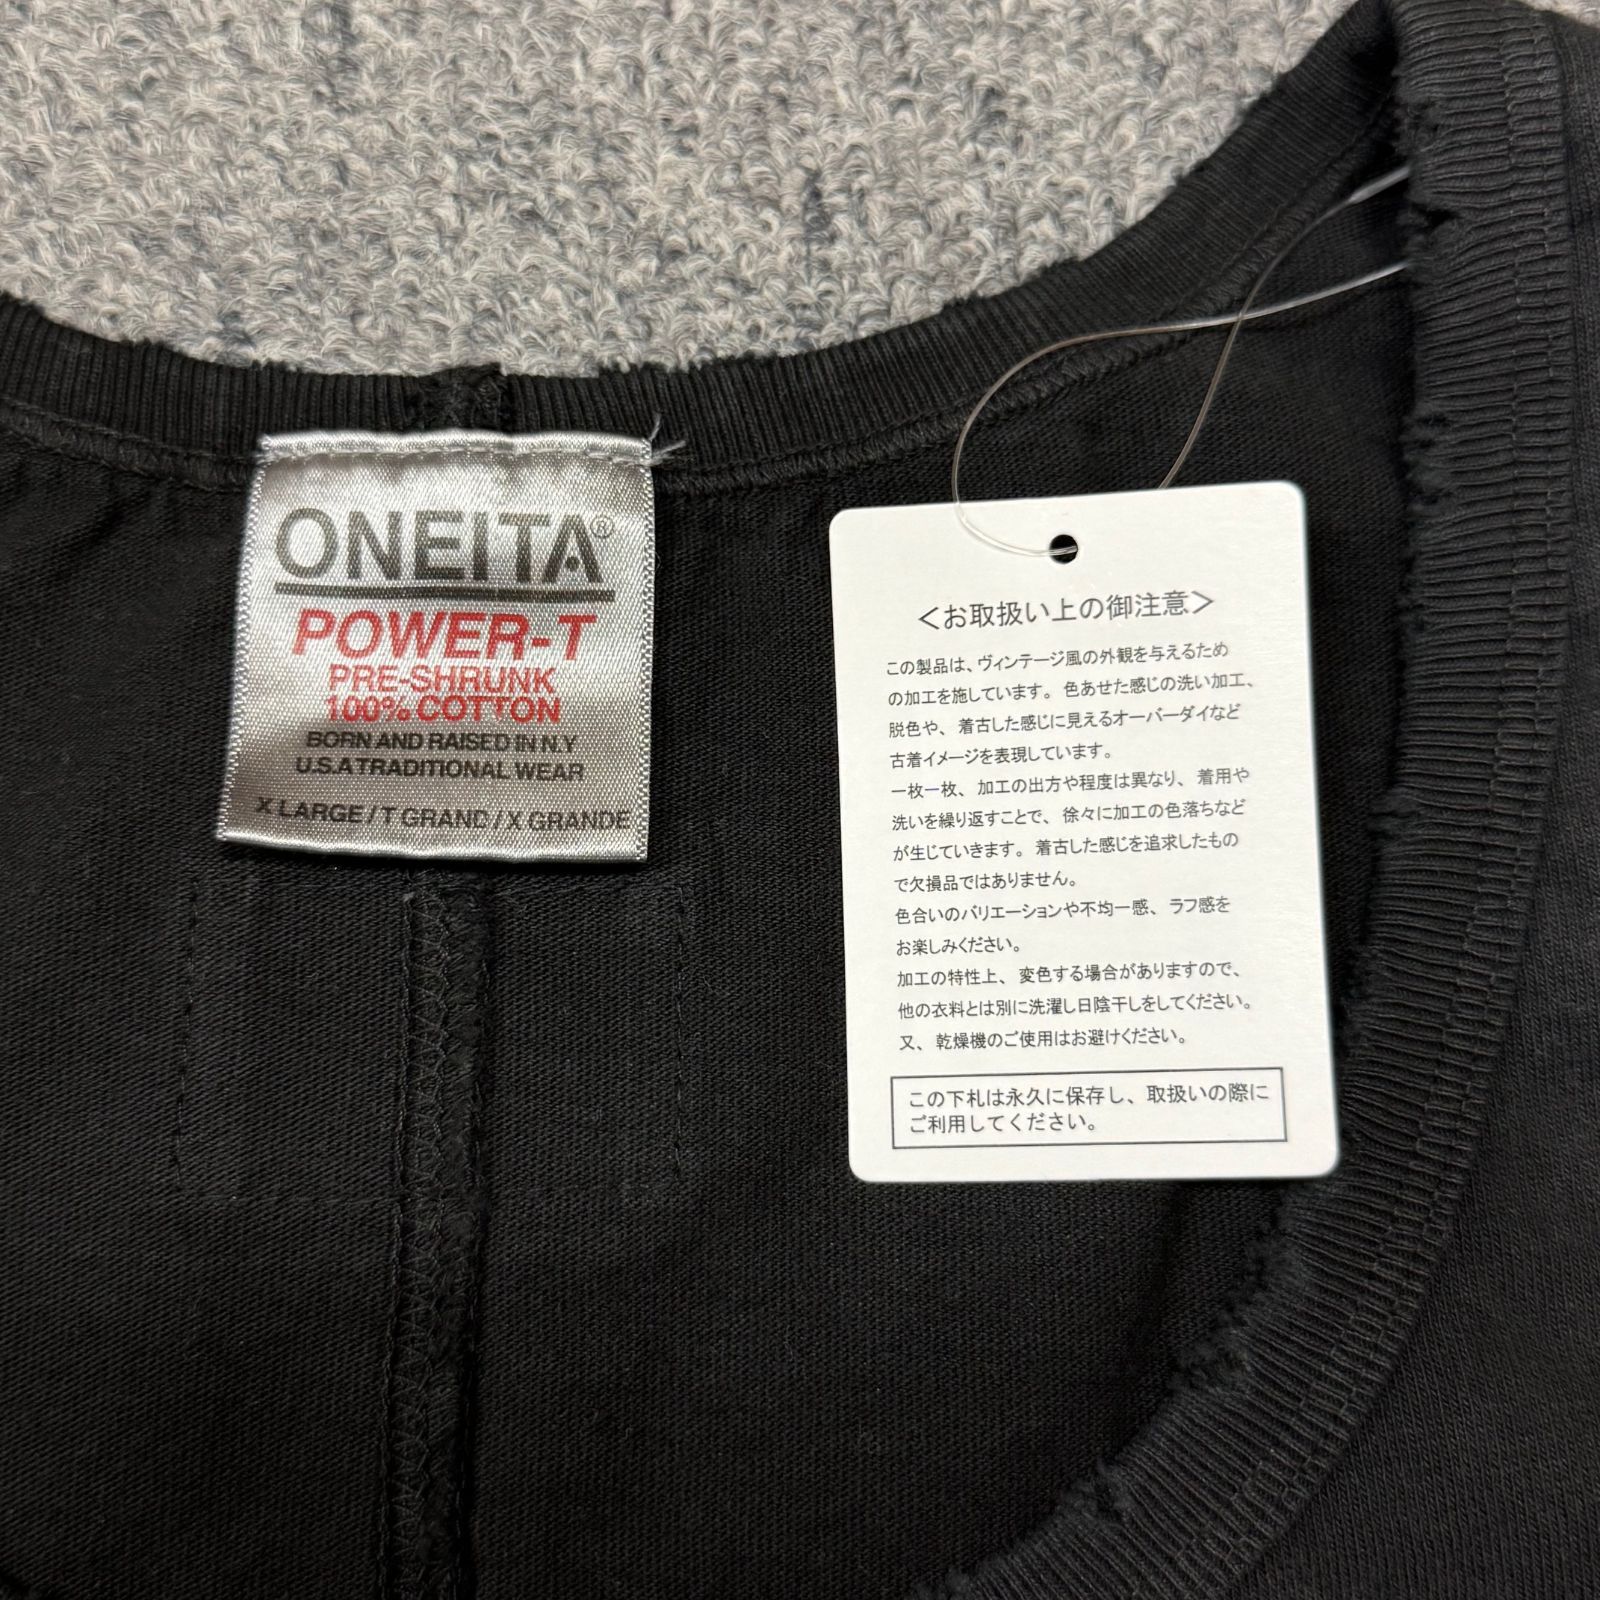 ONEITA®
POWER-T
PRE-SHRUNK
100% COTTON
BORN AND RAISED IN N.Y
U.S.A TRADITIONAL WEAR
X LARGE / T GRAND / X GRANDE
＜お取扱い上の御注意＞
この製品は、ヴィンテージ風の外観を与えるため
の加工を施しています。色あせた感じの洗い加工、
脱色や、着古した感じに見えるオーバーダイなど
古着イメージを表現しています。
一枚一枚、加工の出方や程度は異なり、着用や
洗いを繰り返すことで、徐々に加工の色落ちなど
が生じていきます。着古した感じを追求したもの
で欠損品ではありません。
色合いのバリエーションや不均一感、ラフ感を
お楽しみください。
加工の特性上、変色する場合がありますので、
他の衣料とは別に洗濯し日陰干しをしてください。
又、乾燥機のご使用はお避けください。
この下札は永久に保存し、取扱いの際に
ご利用してください。